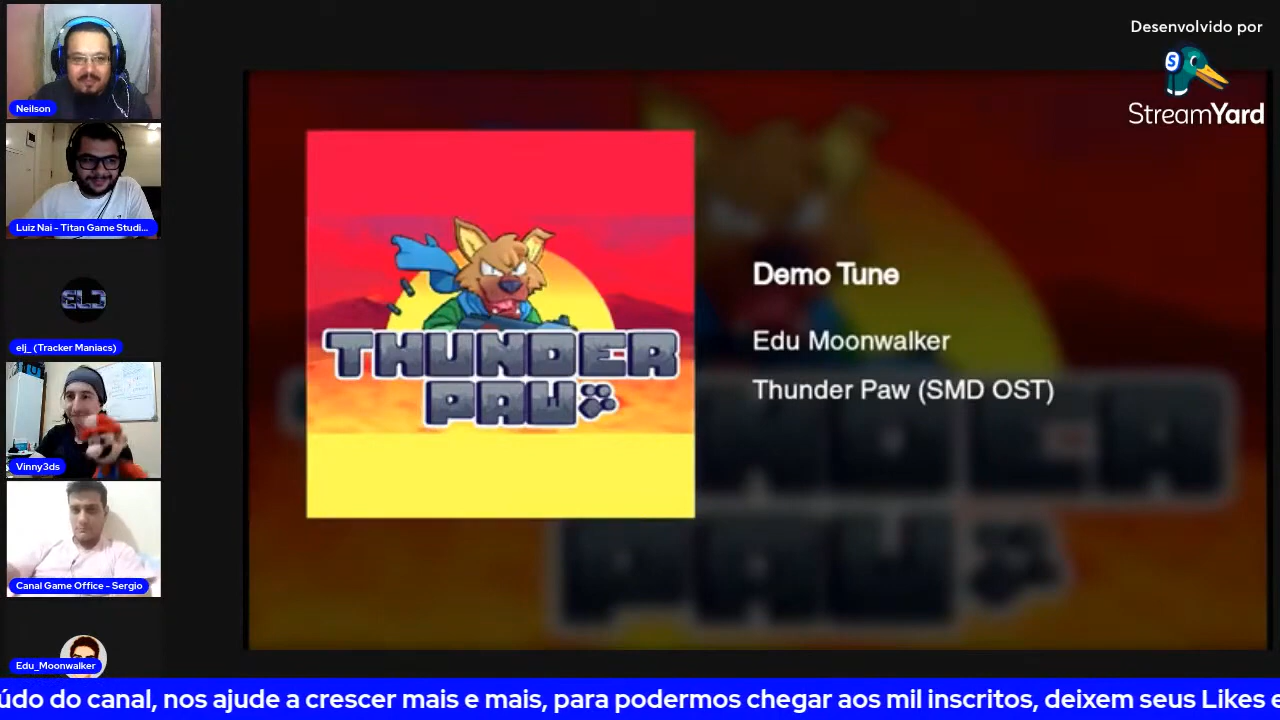 Neilson
Luiz Nai - Titan Game Studi...
ELJ
elj_ (Tracker Maniacs)
Vinny3ds
Canal Game Office - Sergio
Edu_Moonwalker
Desenvolvido por
S
StreamYard
THUNDER
PAW
Demo Tune
Edu Moonwalker
Thunder Paw (SMD OST)
údo do canal, nos ajude a crescer mais e mais, para podermos chegar aos mil inscritos, deixem seus Likes e